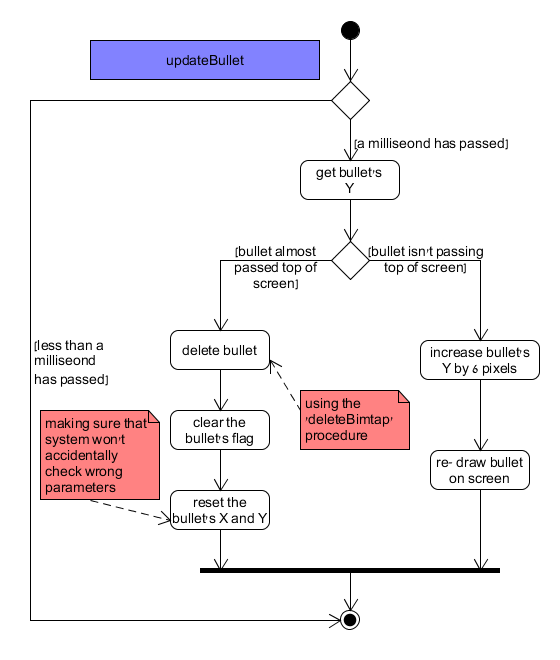 updateBullet
[a milliseond has passed]
get bullet's
Y
[bullet almost
passed top of
screen]
[bullet isn't passing
top of screen]
[less than a
milliseond
has passed]
delete bullet
increase bullet's
Y by 6 pixels
using the
'deleteBimtap'
procedure
making sure that
system won't
accidentally
check wrong
parameters
clear the
bullet's flag
re- draw bullet
on screen
reset the
bullet's X and Y